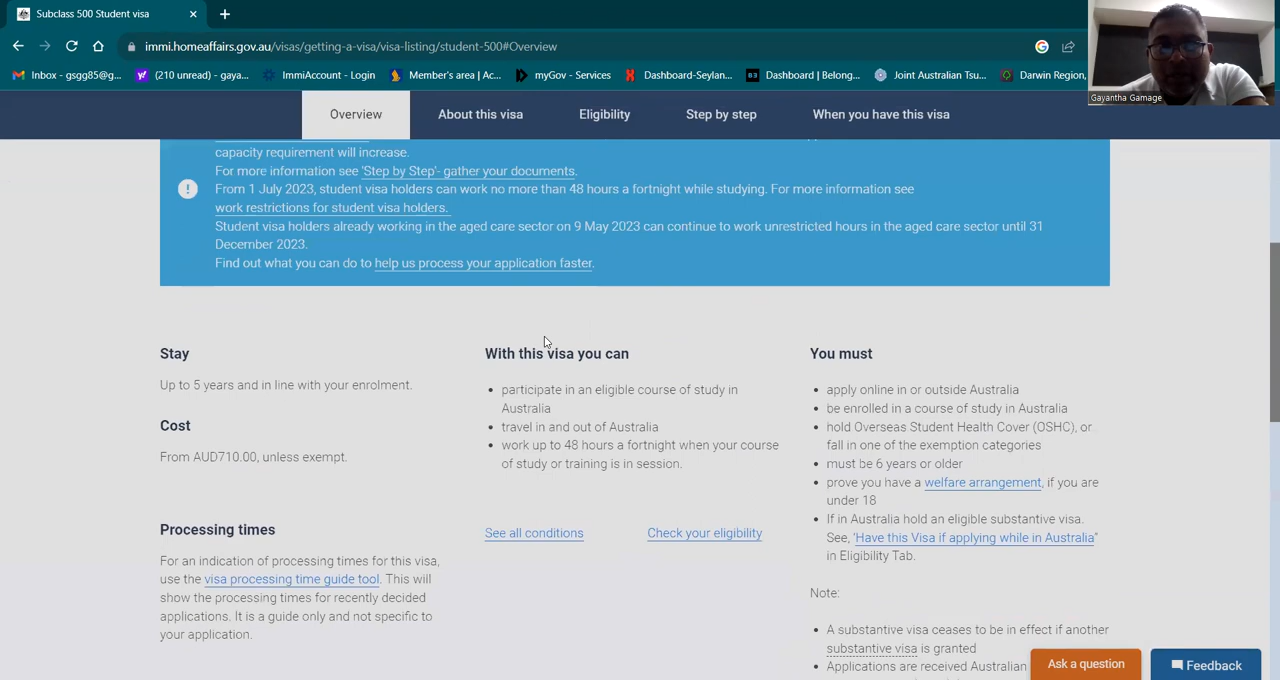 Subclass 500 Student visa
immi.homeaffairs.gov.au/visas/getting-a-visa/visa-listing/student-500#Overview
Inbox - gsgg85@g...
(210 unread) - gaya...
ImmiAccount - Login
Member's area | Ac...
myGov - Services
Dashboard-Seylan...
Dashboard | Belong...
Joint Australian Tsu...
Darwin Region,
Gayantha Gamage
Overview
About this visa
Eligibility
Step by step
When you have this visa
capacity requirement will increase.
For more information see 'Step by Step'- gather your documents.
From 1 July 2023, student visa holders can work no more than 48 hours a fortnight while studying. For more information see
work restrictions for student visa holders.
Student visa holders already working in the aged care sector on 9 May 2023 can continue to work unrestricted hours in the aged care sector until 31
December 2023.
Find out what you can do to help us process your application faster.
Stay
Up to 5 years and in line with your enrolment.
Cost
From AUD710.00, unless exempt.
Processing times
For an indication of processing times for this visa,
use the visa processing time guide tool. This will
show the processing times for recently decided
applications. It is a guide only and not specific to
your application.
With this visa you can
participate in an eligible course of study in
Australia
travel in and out of Australia
work up to 48 hours a fortnight when your course
of study or training is in session.
See all conditions
Check your eligibility
You must
apply online in or outside Australia
be enrolled in a course of study in Australia
hold Overseas Student Health Cover (OSHC), or
fall in one of the exemption categories
must be 6 years or older
prove you have a welfare arrangement, if you are
under 18
If in Australia hold an eligible substantive visa.
See, 'Have this Visa if applying while in Australia"
in Eligibility Tab.
Note:
A substantive visa ceases to be in effect if another
substantive visa is granted
Applications are received Australian
Ask a question
Feedback